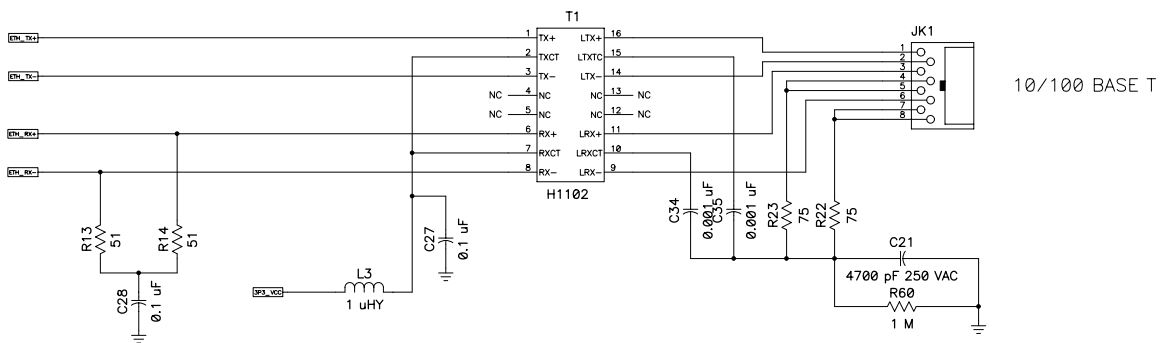 T1
JK1
ETH_TX+
1 TX+ LTX+ 16
2 TXCT LTXTC 15
ETH_TX-
3 TX- LTX- 14
NC 4 NC NC 13 NC
NC 5 NC NC 12 NC
ETH_RX+
6 RX+ LRX+ 11
7 RXCT LRXCT 10
ETH_RX-
8 RX- LRX- 9
H1102
1
2
3
4
5
6
7
8
10/100 BASE T
R13
51
R14
51
C28
0.1 uF
3P3_VCC
L3
1 uHY
C27
0.1 uF
C34
0.001 uF
C35
0.001 uF
R23
75
R22
75
C21
4700 pF 250 VAC
R60
1 M